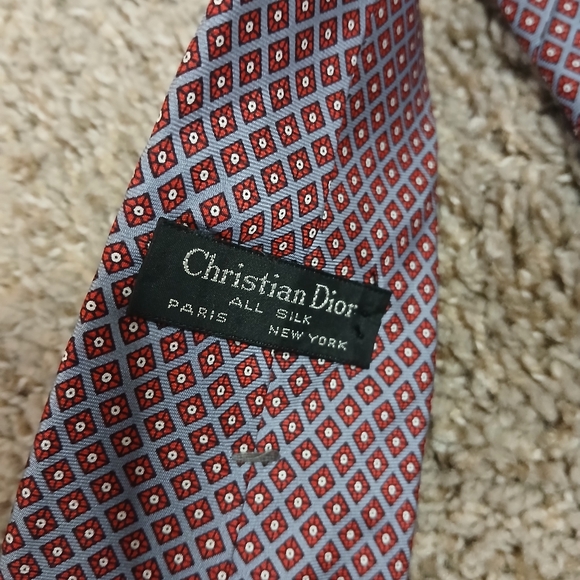 Christian Dior
ALL SILK
PARIS NEW YORK